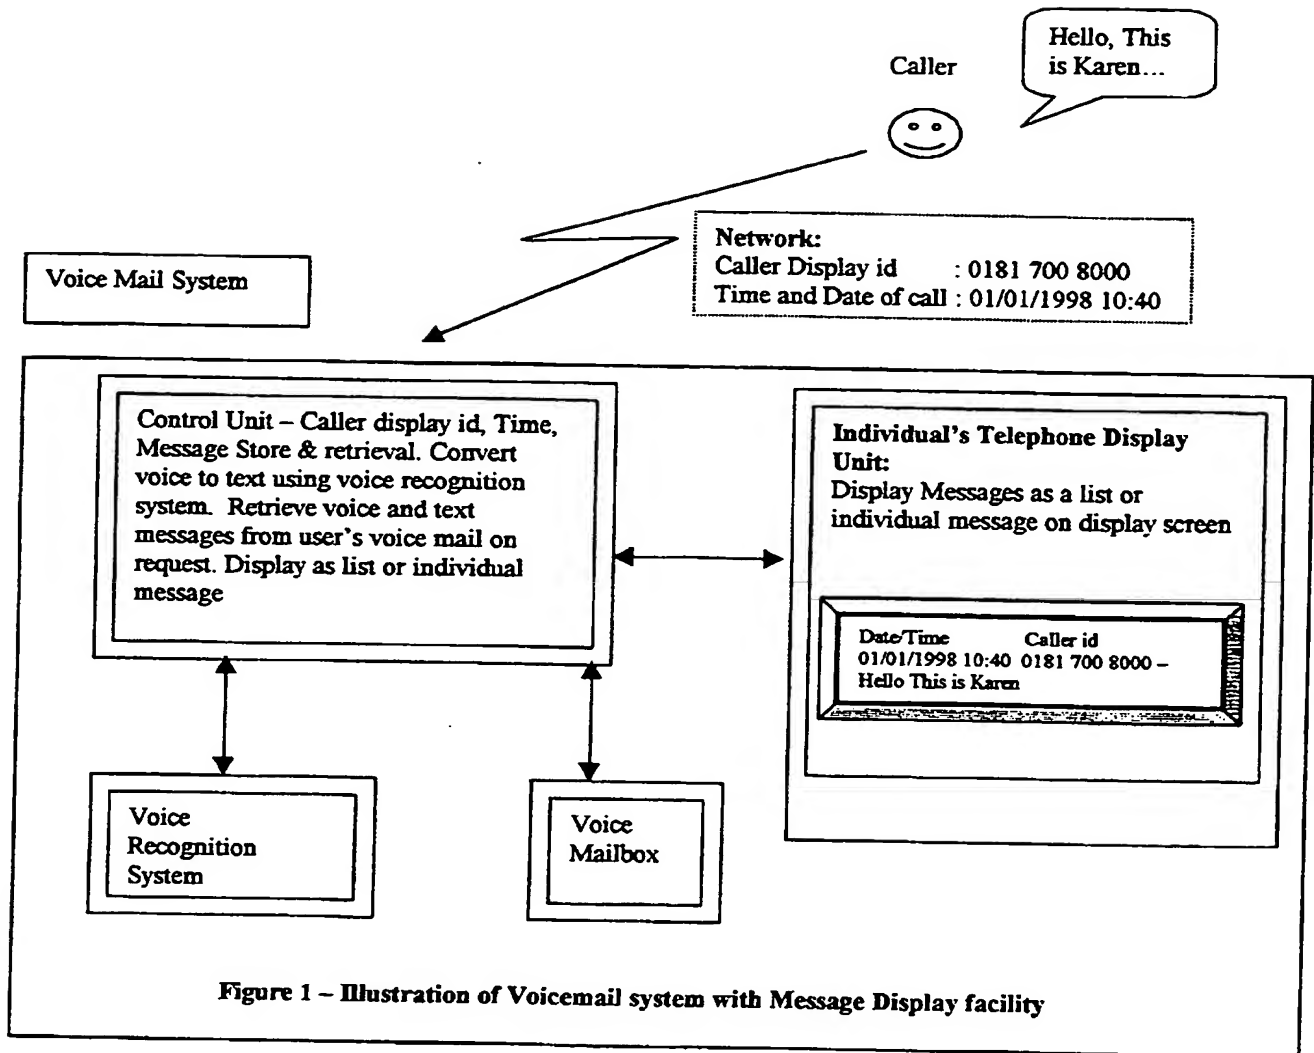 Hello, This
is Karen...
Caller
Network:
Caller Display id : 0181 700 8000
Time and Date of call : 01/01/1998 10:40
Voice Mail System
Control Unit – Caller display id, Time,
Message Store & retrieval. Convert
voice to text using voice recognition
system. Retrieve voice and text
messages from user's voice mail on
request. Display as list or individual
message
Individual's Telephone Display
Unit:
Display Messages as a list or
individual message on display screen
Date/Time Caller id
01/01/1998 10:40 0181 700 8000 –
Hello This is Karen
Voice
Recognition
System
Voice
Mailbox
Figure 1 – Illustration of Voicemail system with Message Display facility